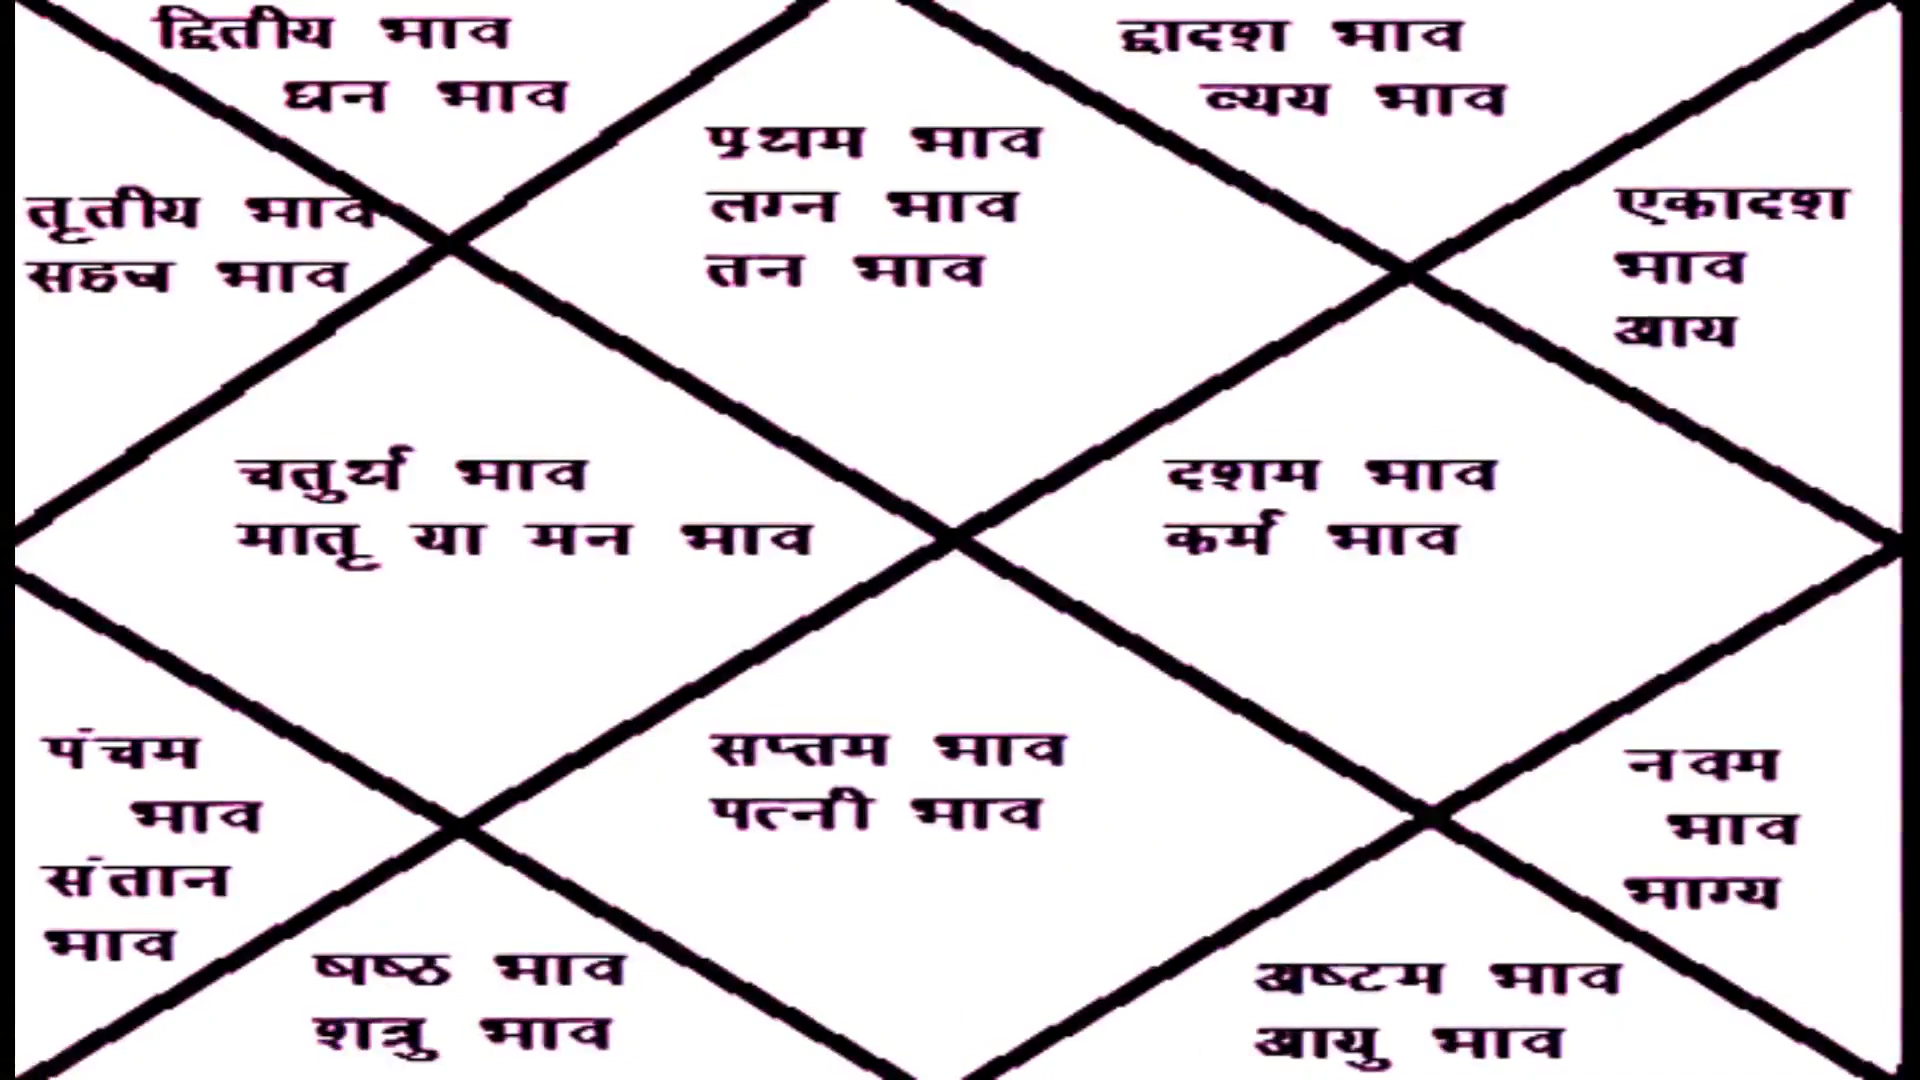 द्वितीय भाव
धन भाव
द्वादश भाव
व्यय भाव
प्रथम भाव
लग्न भाव
तन भाव
तृतीय भाव
सहज भाव
एकादश
भाव
आय
चतुर्थ भाव
मातृ या मन भाव
दशम भाव
कर्म भाव
पंचम
भाव
संतान
भाव
सप्तम भाव
पत्नी भाव
नवम
भाव
भाग्य
षष्ठ भाव
शत्रु भाव
अष्टम भाव
आयु भाव